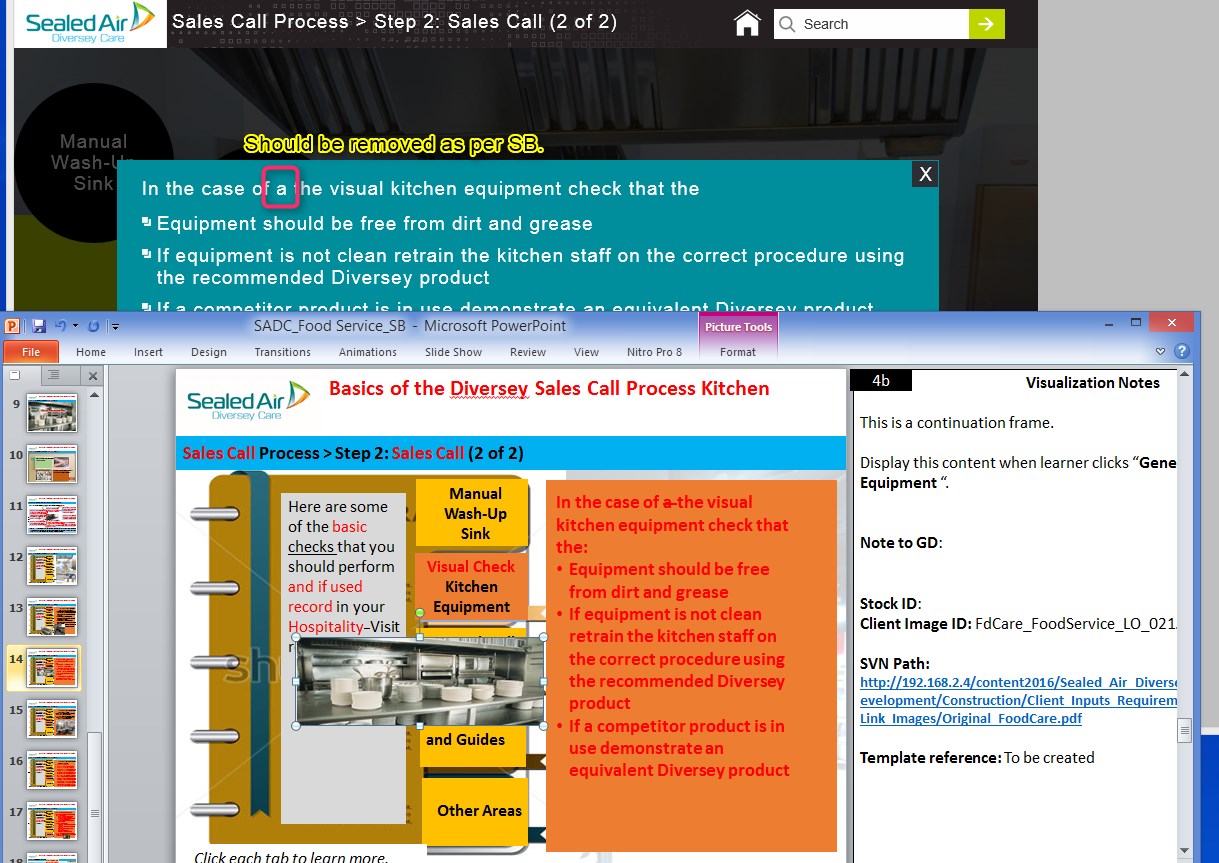 Sealed Air
Diversey Care
Sales Call Process > Step 2: Sales Call (2 of 2)
Search
Manual
Wash-Up
Sink
Should be removed as per SB.
X
In the case of a the visual kitchen equipment check that the
Equipment should be free from dirt and grease
If equipment is not clean retrain the kitchen staff on the correct procedure using
the recommended Diversey product
If a competitor product is in use demonstrate an equivalent Diversey product
P
SADC_Food Service_SB - Microsoft PowerPoint
Picture Tools
File
Home
Insert
Design
Transitions
Animations
Slide Show
Review
View
Nitro Pro 8
Format
9
10
11
12
13
14
15
16
17
18
Sealed Air
Diversey Care
Basics of the Diversey Sales Call Process Kitchen
Sales Call Process > Step 2: Sales Call (2 of 2)
Here are some
of the basic
checks that you
should perform
and if used
record in your
Hospitality–Visit
Manual
Wash-Up
Sink
Visual Check
Kitchen
Equipment
and Guides
Other Areas
In the case of a the visual
kitchen equipment check that
the:
• Equipment should be free
from dirt and grease
• If equipment is not clean
retrain the kitchen staff on
the correct procedure using
the recommended Diversey
product
• If a competitor product is in
use demonstrate an
equivalent Diversey product
Click each tab to learn more.
4b
Visualization Notes
This is a continuation frame.
Display this content when learner clicks “Gene
Equipment “.
Note to GD:
Stock ID:
Client Image ID: FdCare_FoodService_LO_021.
SVN Path:
http://192.168.2.4/content2016/Sealed_Air_Diverse
evelopment/Construction/Client_Inputs_Requirem
Link_Images/Original_FoodCare.pdf
Template reference: To be created